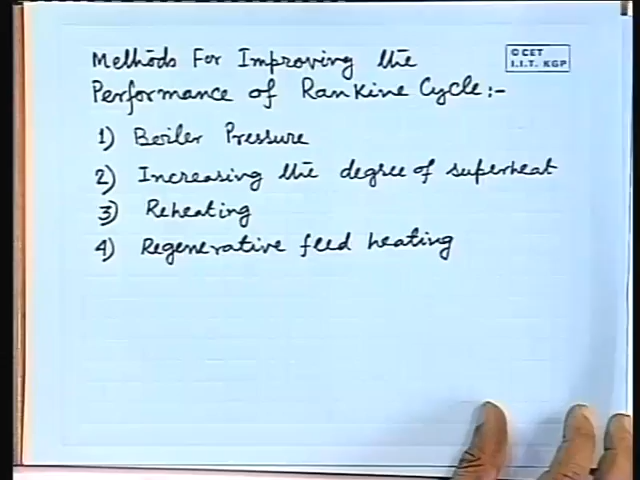 Methods For Improving the
Performance of Rankine Cycle:-
© CET
I.I.T. KGP
1) Boiler Pressure
2) Increasing the degree of superheat
3) Reheating
4) Regenerative feed heating